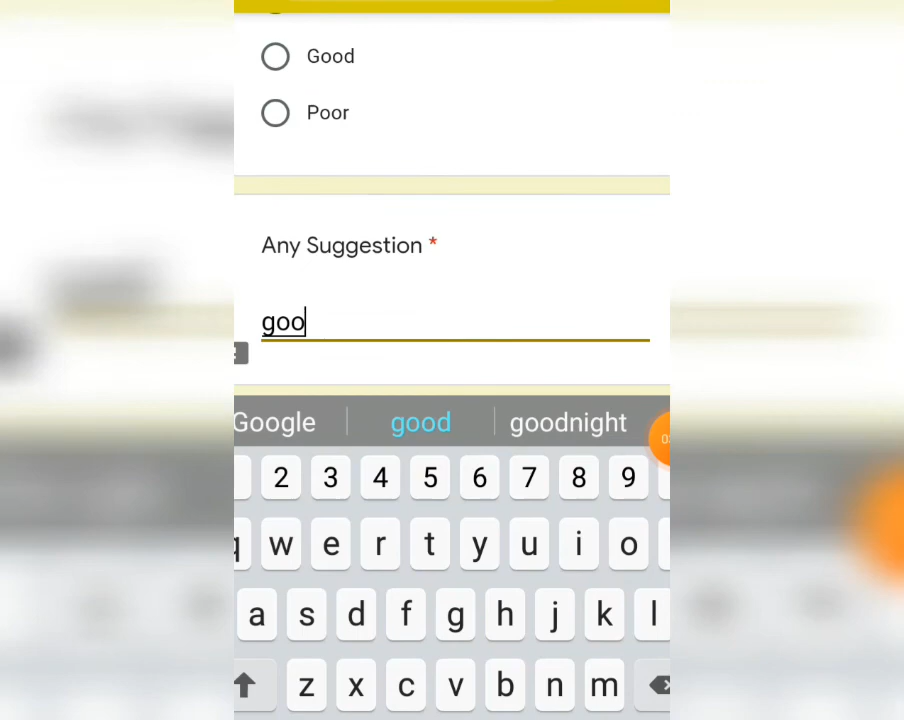 Good
Poor
Any Suggestion *
goo
Google good goodnight
2 3 4 5 6 7 8 9
q w e r t y u i o
a s d f g h j k l
z x c v b n m